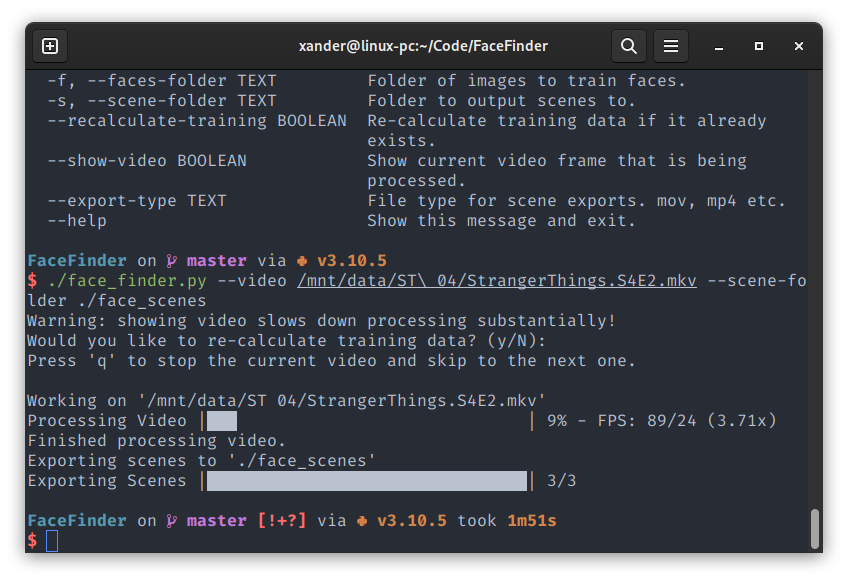 xander@linux-pc:~/Code/FaceFinder
-f, --faces-folder TEXT Folder of images to train faces.
-s, --scene-folder TEXT Folder to output scenes to.
--recalculate-training BOOLEAN Re-calculate training data if it already
exists.
--show-video BOOLEAN Show current video frame that is being
processed.
--export-type TEXT File type for scene exports. mov, mp4 etc.
--help Show this message and exit.
FaceFinder on master via v3.10.5
$ ./face_finder.py --video /mnt/data/ST\ 04/StrangerThings.S4E2.mkv --scene-fo
lder ./face_scenes
Warning: showing video slows down processing substantially!
Would you like to re-calculate training data? (y/N):
Press 'q' to stop the current video and skip to the next one.
Working on '/mnt/data/ST 04/StrangerThings.S4E2.mkv'
Processing Video | | 9% - FPS: 89/24 (3.71x)
Finished processing video.
Exporting scenes to './face_scenes'
Exporting Scenes | | 3/3
FaceFinder on master [!+?] via v3.10.5 took 1m51s
$